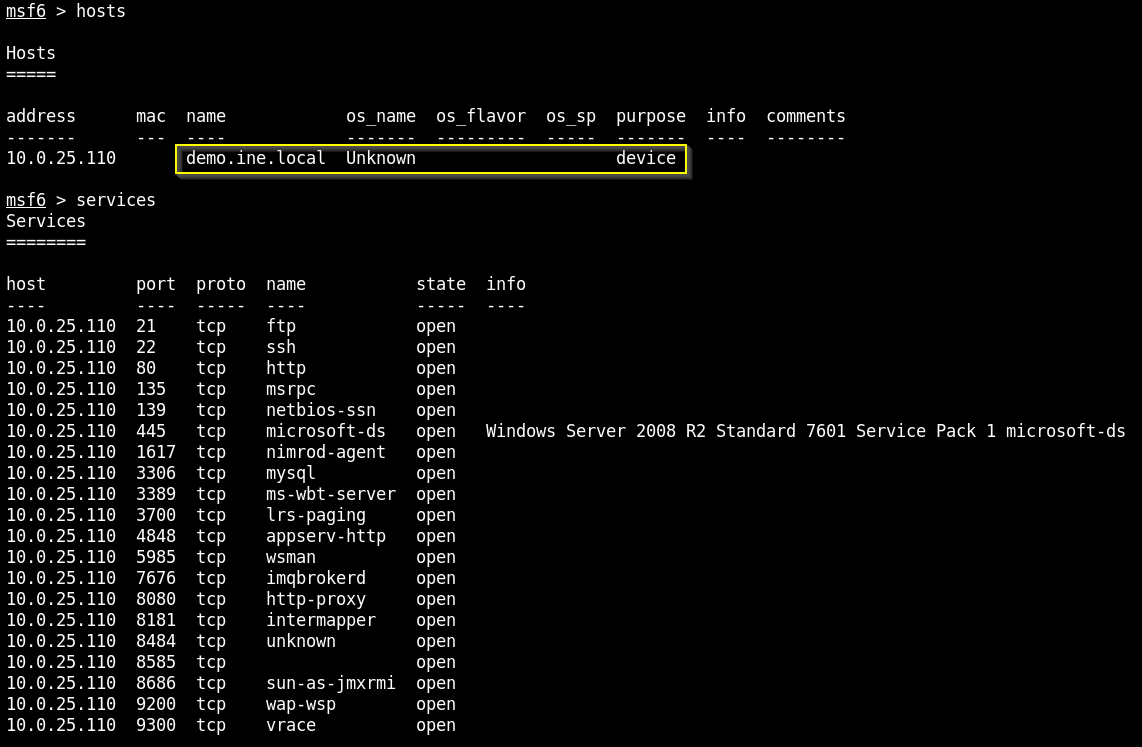 msf6 > hosts
Hosts
=====
address      mac  name            os_name  os_flavor  os_sp  purpose  info  comments
-------      ---  ----            -------  ---------  -----  -------  ----  --------
10.0.25.110       demo.ine.local  Unknown                    device
msf6 > services
Services
========
host         port  proto  name           state  info
----         ----  -----  ----           -----  ----
10.0.25.110  21    tcp    ftp            open
10.0.25.110  22    tcp    ssh            open
10.0.25.110  80    tcp    http           open
10.0.25.110  135   tcp    msrpc          open
10.0.25.110  139   tcp    netbios-ssn    open
10.0.25.110  445   tcp    microsoft-ds   open   Windows Server 2008 R2 Standard 7601 Service Pack 1 microsoft-ds
10.0.25.110  1617  tcp    nimrod-agent   open
10.0.25.110  3306  tcp    mysql          open
10.0.25.110  3389  tcp    ms-wbt-server  open
10.0.25.110  3700  tcp    lrs-paging     open
10.0.25.110  4848  tcp    appserv-http   open
10.0.25.110  5985  tcp    wsman          open
10.0.25.110  7676  tcp    imqbrokerd     open
10.0.25.110  8080  tcp    http-proxy     open
10.0.25.110  8181  tcp    intermapper    open
10.0.25.110  8484  tcp    unknown        open
10.0.25.110  8585  tcp                   open
10.0.25.110  8686  tcp    sun-as-jmxrmi  open
10.0.25.110  9200  tcp    wap-wsp        open
10.0.25.110  9300  tcp    vrace          open